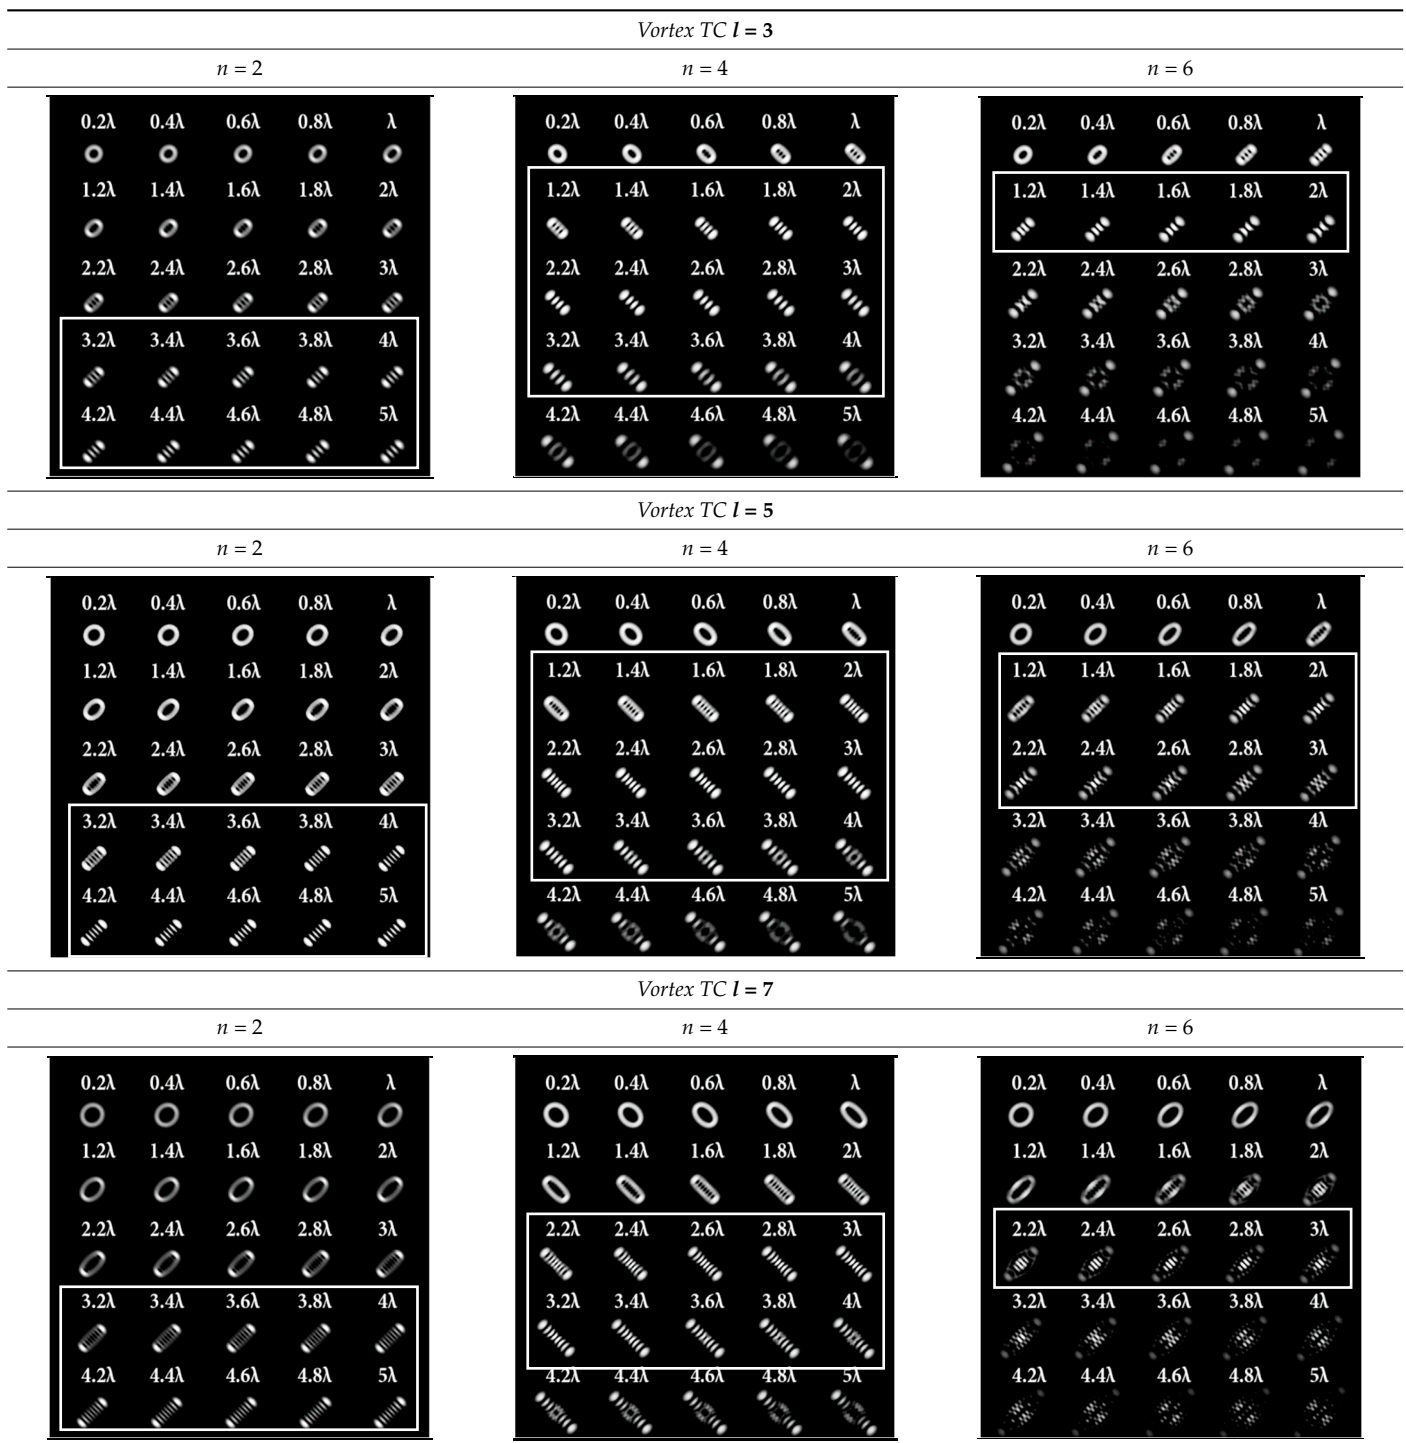 Vortex TC l = 3
n = 2 n = 4 n = 6
0.2λ 0.4λ 0.6λ 0.8λ λ 0.2λ 0.4λ 0.6λ 0.8λ λ 0.2λ 0.4λ 0.6λ 0.8λ λ
1.2λ 1.4λ 1.6λ 1.8λ 2λ 1.2λ 1.4λ 1.6λ 1.8λ 2λ 1.2λ 1.4λ 1.6λ 1.8λ 2λ
2.2λ 2.4λ 2.6λ 2.8λ 3λ 2.2λ 2.4λ 2.6λ 2.8λ 3λ 2.2λ 2.4λ 2.6λ 2.8λ 3λ
3.2λ 3.4λ 3.6λ 3.8λ 4λ 3.2λ 3.4λ 3.6λ 3.8λ 4λ 3.2λ 3.4λ 3.6λ 3.8λ 4λ
4.2λ 4.4λ 4.6λ 4.8λ 5λ 4.2λ 4.4λ 4.6λ 4.8λ 5λ 4.2λ 4.4λ 4.6λ 4.8λ 5λ
Vortex TC l = 5
n = 2 n = 4 n = 6
0.2λ 0.4λ 0.6λ 0.8λ λ 0.2λ 0.4λ 0.6λ 0.8λ λ 0.2λ 0.4λ 0.6λ 0.8λ λ
1.2λ 1.4λ 1.6λ 1.8λ 2λ 1.2λ 1.4λ 1.6λ 1.8λ 2λ 1.2λ 1.4λ 1.6λ 1.8λ 2λ
2.2λ 2.4λ 2.6λ 2.8λ 3λ 2.2λ 2.4λ 2.6λ 2.8λ 3λ 2.2λ 2.4λ 2.6λ 2.8λ 3λ
3.2λ 3.4λ 3.6λ 3.8λ 4λ 3.2λ 3.4λ 3.6λ 3.8λ 4λ 3.2λ 3.4λ 3.6λ 3.8λ 4λ
4.2λ 4.4λ 4.6λ 4.8λ 5λ 4.2λ 4.4λ 4.6λ 4.8λ 5λ 4.2λ 4.4λ 4.6λ 4.8λ 5λ
Vortex TC l = 7
n = 2 n = 4 n = 6
0.2λ 0.4λ 0.6λ 0.8λ λ 0.2λ 0.4λ 0.6λ 0.8λ λ 0.2λ 0.4λ 0.6λ 0.8λ λ
1.2λ 1.4λ 1.6λ 1.8λ 2λ 1.2λ 1.4λ 1.6λ 1.8λ 2λ 1.2λ 1.4λ 1.6λ 1.8λ 2λ
2.2λ 2.4λ 2.6λ 2.8λ 3λ 2.2λ 2.4λ 2.6λ 2.8λ 3λ 2.2λ 2.4λ 2.6λ 2.8λ 3λ
3.2λ 3.4λ 3.6λ 3.8λ 4λ 3.2λ 3.4λ 3.6λ 3.8λ 4λ 3.2λ 3.4λ 3.6λ 3.8λ 4λ
4.2λ 4.4λ 4.6λ 4.8λ 5λ 4.2λ 4.4λ 4.6λ 4.8λ 5λ 4.2λ 4.4λ 4.6λ 4.8λ 5λ